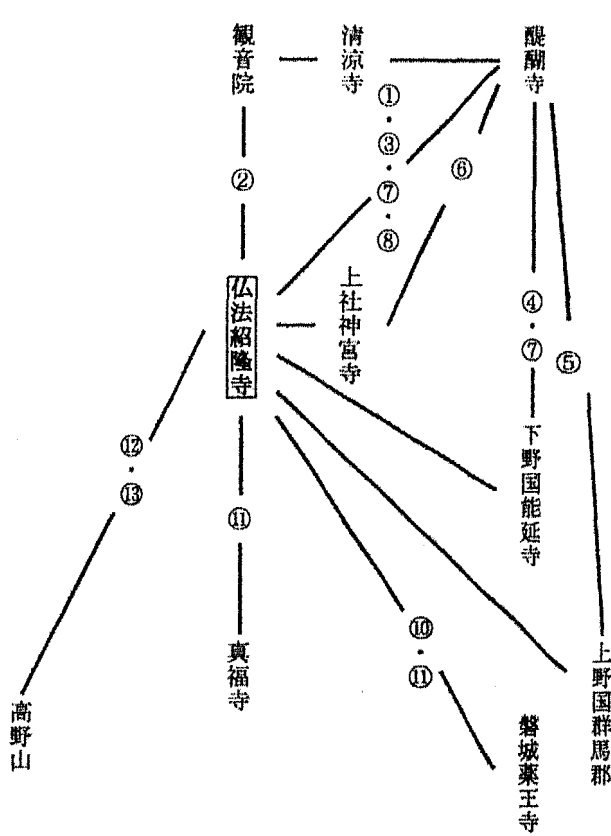 醍醐寺
清涼寺
観音院
①・③・⑦・⑧
⑥
②
④・⑦
⑤
上社神宮寺
仏法紹隆寺
下野国能延寺
⑫・⑬
⑪
⑩・⑪
上野国群馬郡
磐城薬王寺
真福寺
高野山